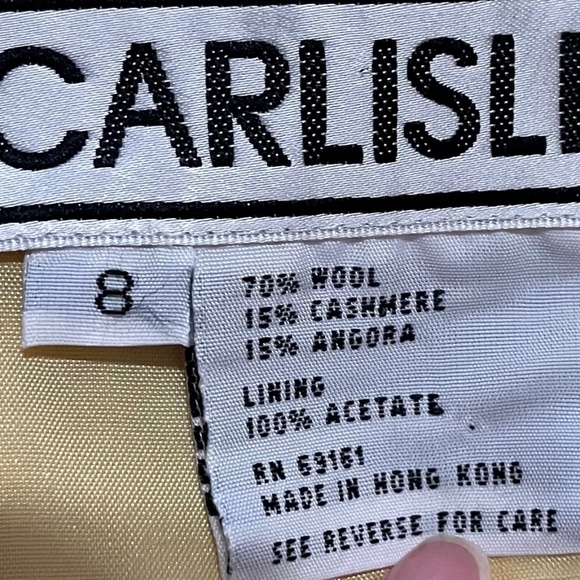 CARLISL
8
70% WOOL
15% CASHMERE
15% ANGORA
LINING
100% ACETATE
RN 69161
MADE IN HONG KONG
SEE REVERSE FOR CARE